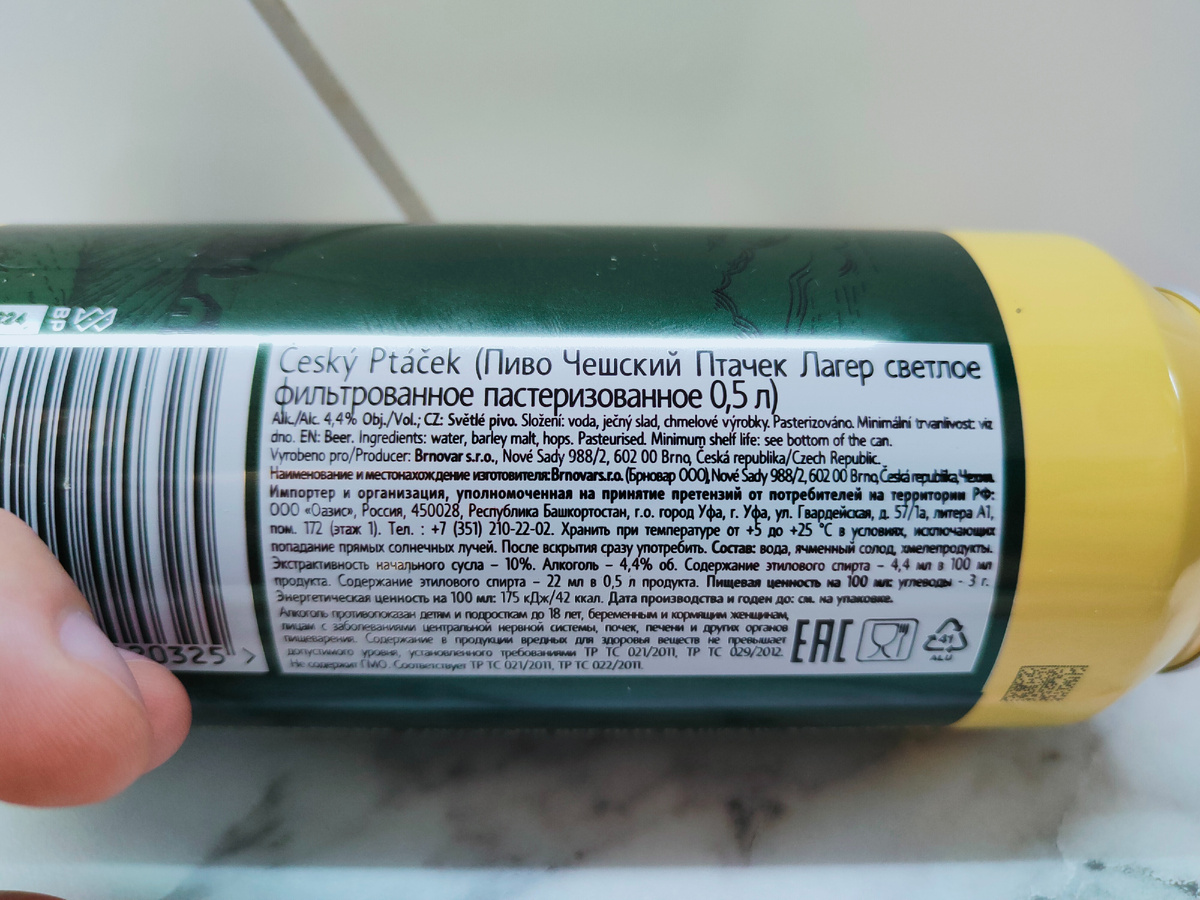 Český Ptáček (Пиво Чешский Птачек Лагер светлое
фильтрованное пастеризованное 0,5 л)
Alk./Alc. 4,4% Obj./Vol.; CZ: Světlé pivo. Složení: voda, ječný slad, chmelové výrobky. Pasterizováno. Minimální trvanlivost: viz
dno. EN: Beer. Ingredients: water, barley malt, hops. Pasteurised. Minimum shelf life: see bottom of the can.
Vyrobeno pro/Producer: Brnovar s.r.o., Nové Sady 988/2, 602 00 Brno, Česká republika/Czech Republic.
Наименование и местонахождение изготовителя: Brnovar s.r.o. (Брновар ООО), Nové Sady 988/2, 602 00 Brno, Česká republika, Чехия.
Импортер и организация, уполномоченная на принятие претензий от потребителей на территории РФ:
ООО «Оазис», Россия, 450028, Республика Башкортостан, г.о. город Уфа, г. Уфа, ул. Гвардейская, д. 57/1а, литера А1,
пом. 172 (этаж 1). Тел. : +7 (351) 210-22-02. Хранить при температуре от +5 до +25 °С в условиях, исключающих
попадание прямых солнечных лучей. После вскрытия сразу употребить. Состав: вода, ячменный солод, хмелепродукты.
Экстрактивность начального сусла – 10%. Алкоголь – 4,4% об. Содержание этилового спирта – 4,4 мл в 100 мл
продукта. Содержание этилового спирта – 22 мл в 0,5 л продукта. Пищевая ценность на 100 мл: углеводы - 3 г.
Энергетическая ценность на 100 мл: 175 кДж/42 ккал. Дата производства и годен до: см. на упаковке.
Алкоголь противопоказан детям и подросткам до 18 лет, беременным и кормящим женщинам,
лицам с заболеваниями центральной нервной системы, почек, печени и других органов
пищеварения. Содержание в продукции вредных для здоровья веществ не превышает
допустимого уровня, установленного требованиями ТР ТС 021/2011, ТР ТС 029/2012.
Не содержит ГМО. Соответствует ТР ТС 021/2011, ТР ТС 022/2011.
EAC
41
ALU
20325 >
224
BP